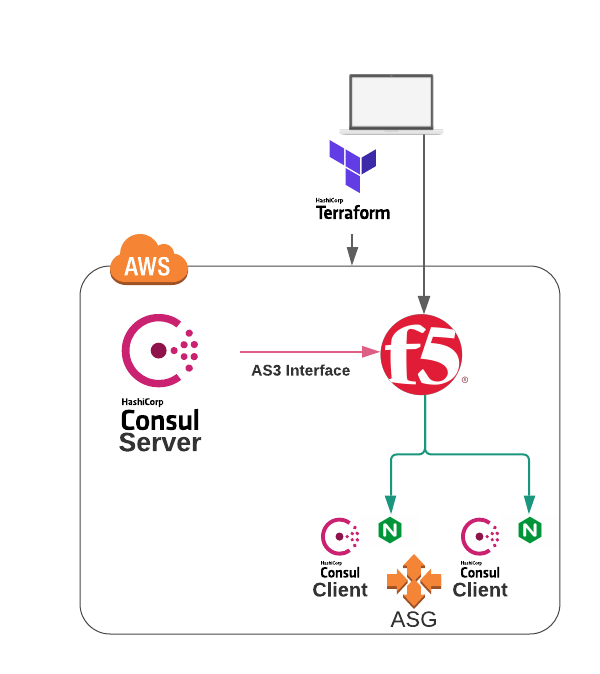 HashiCorp
Terraform
AWS
f5
®
AS3 Interface
HashiCorp
Consul
Server
N
N
HashiCorp
Consul
Client
HashiCorp
Consul
Client
ASG